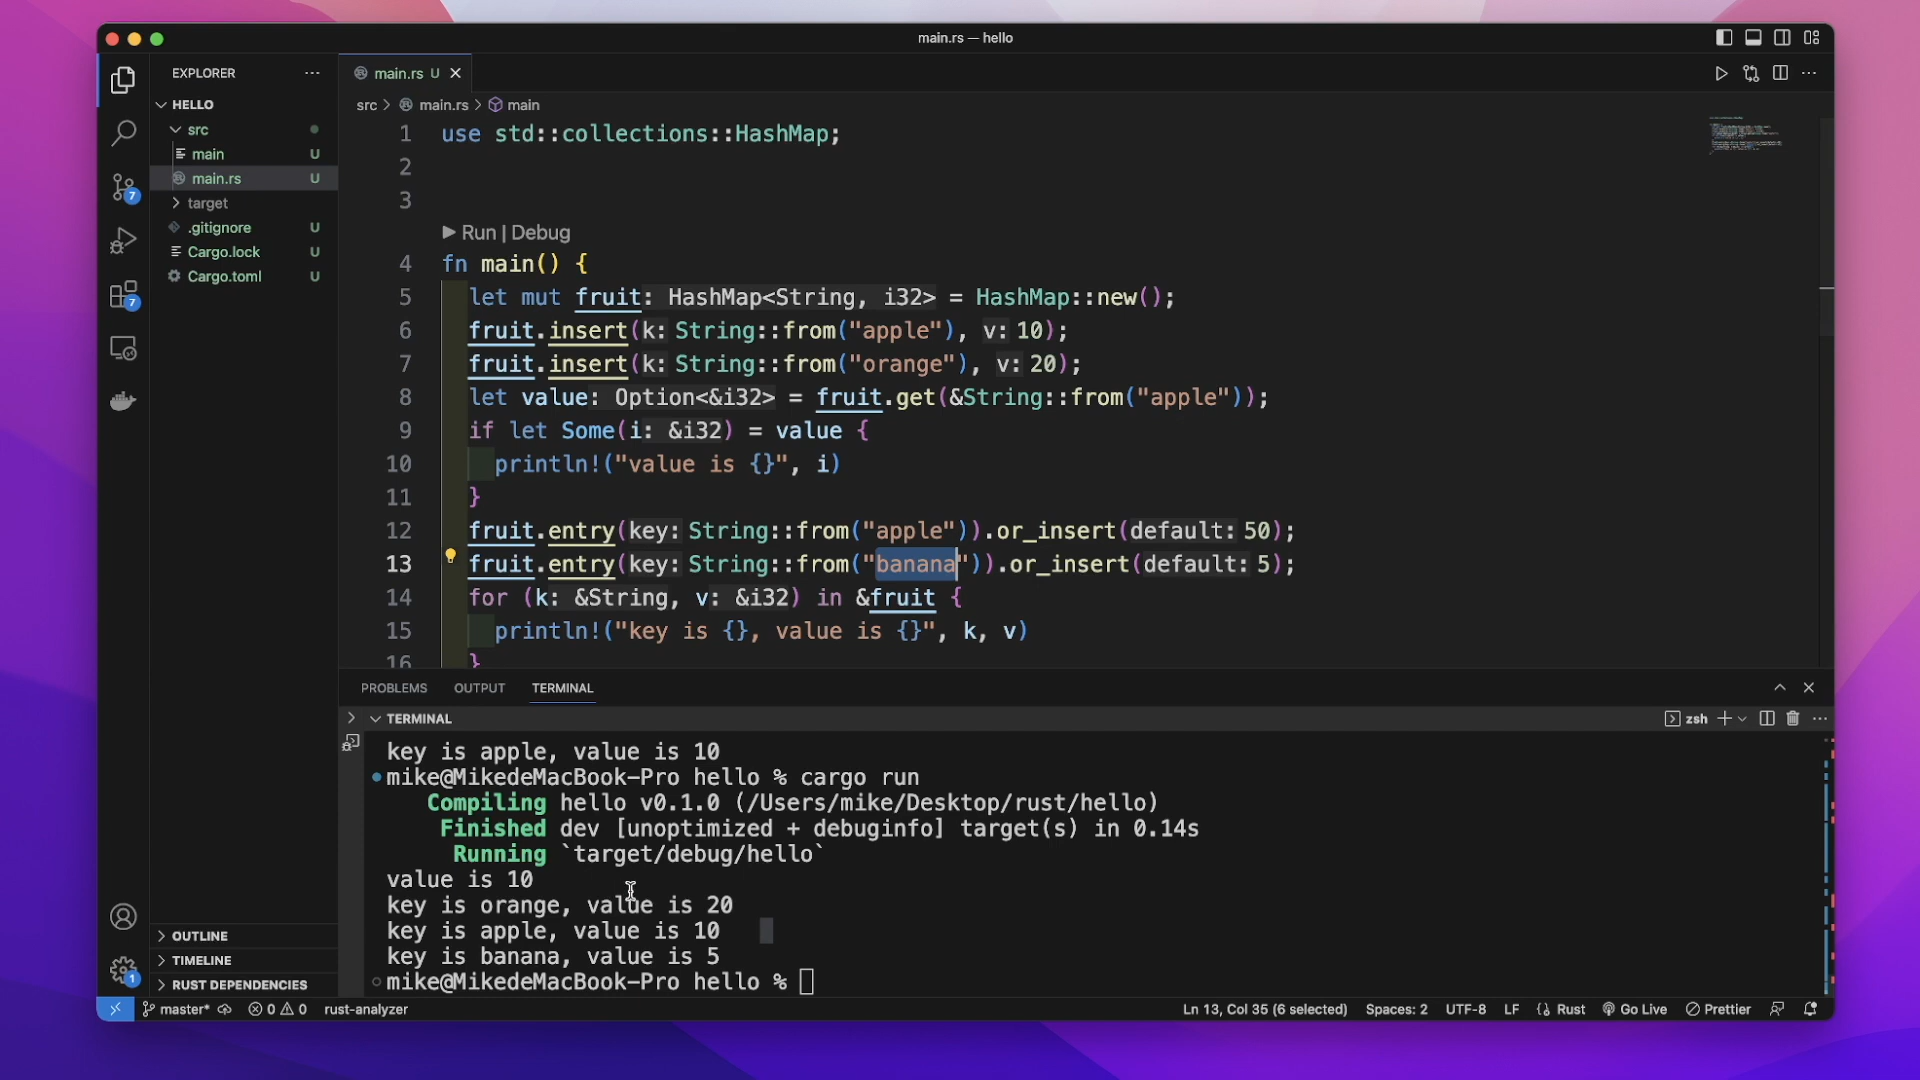 main.rs — hello
EXPLORER
HELLO
src
main U
main.rs U
target
.gitignore U
Cargo.lock U
Cargo.toml U
OUTLINE
TIMELINE
RUST DEPENDENCIES
7
7
1
main.rs U
src > main.rs > main
1 use std::collections::HashMap;
2
3
Run | Debug
4 fn main() {
5 let mut fruit: HashMap<String, i32> = HashMap::new();
6 fruit.insert(k: String::from("apple"), v: 10);
7 fruit.insert(k: String::from("orange"), v: 20);
8 let value: Option<&i32> = fruit.get(&String::from("apple"));
9 if let Some(i: &i32) = value {
10 println!("value is {}", i)
11 }
12 fruit.entry(key: String::from("apple")).or_insert(default: 50);
13 fruit.entry(key: String::from("banana")).or_insert(default: 5);
14 for (k: &String, v: &i32) in &fruit {
15 println!("key is {}, value is {}", k, v)
16 }
PROBLEMS OUTPUT TERMINAL
TERMINAL
zsh
key is apple, value is 10
mike@MikedeMacBook-Pro hello % cargo run
Compiling hello v0.1.0 (/Users/mike/Desktop/rust/hello)
Finished dev [unoptimized + debuginfo] target(s) in 0.14s
Running `target/debug/hello`
value is 10
key is orange, value is 20
key is apple, value is 10
key is banana, value is 5
mike@MikedeMacBook-Pro hello %
master* 0 0 rust-analyzer Ln 13, Col 35 (6 selected) Spaces: 2 UTF-8 LF {} Rust Go Live Prettier